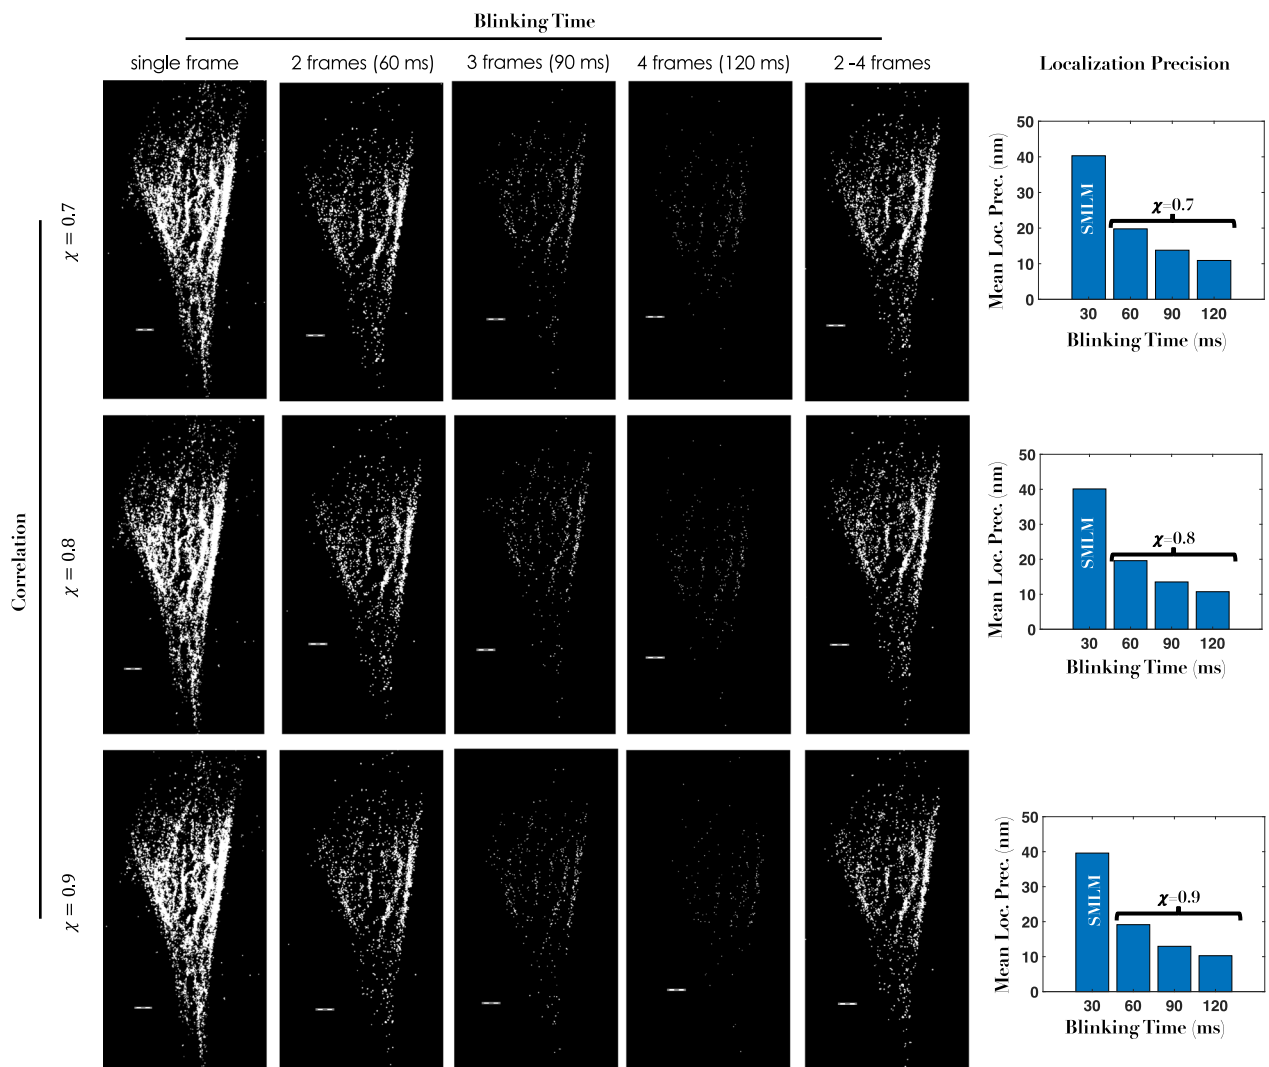 Blinking Time
single frame
2 frames (60 ms)
3 frames (90 ms)
4 frames (120 ms)
2 -4 frames
Localization Precision
Correlation
χ = 0.7
χ = 0.8
χ = 0.9
Mean Loc. Prec. (nm)
50
40
30
20
10
0
SMLM
χ=0.7
30 60 90 120
Blinking Time (ms)
Mean Loc. Prec. (nm)
50
40
30
20
10
0
SMLM
χ=0.8
30 60 90 120
Blinking Time (ms)
Mean Loc. Prec. (nm)
50
40
30
20
10
0
SMLM
χ=0.9
30 60 90 120
Blinking Time (ms)